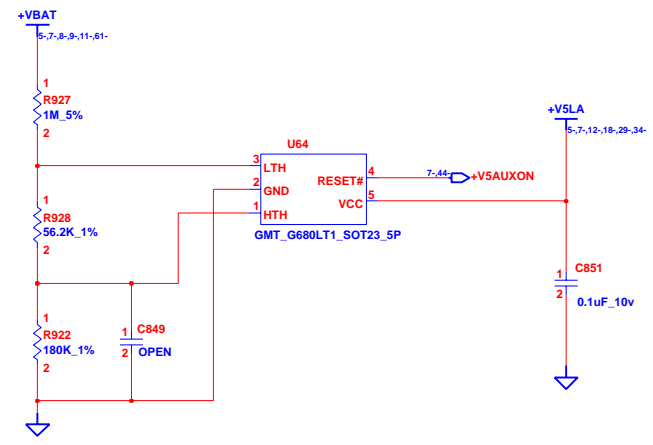 +VBAT
5-,7-,8-,9-,11-,61-
1
R927
1M_5%
2
1
R928
56.2K_1%
2
1
R922
180K_1%
2
1
C849
2
OPEN
U64
3
LTH
2
GND
1
HTH
RESET#
4
VCC
5
GMT_G680LT1_SOT23_5P
7-,44-
+V5AUXON
+V5LA
5-,7-,12-,18-,29-,34-
C851
1
2
0.1uF_10v